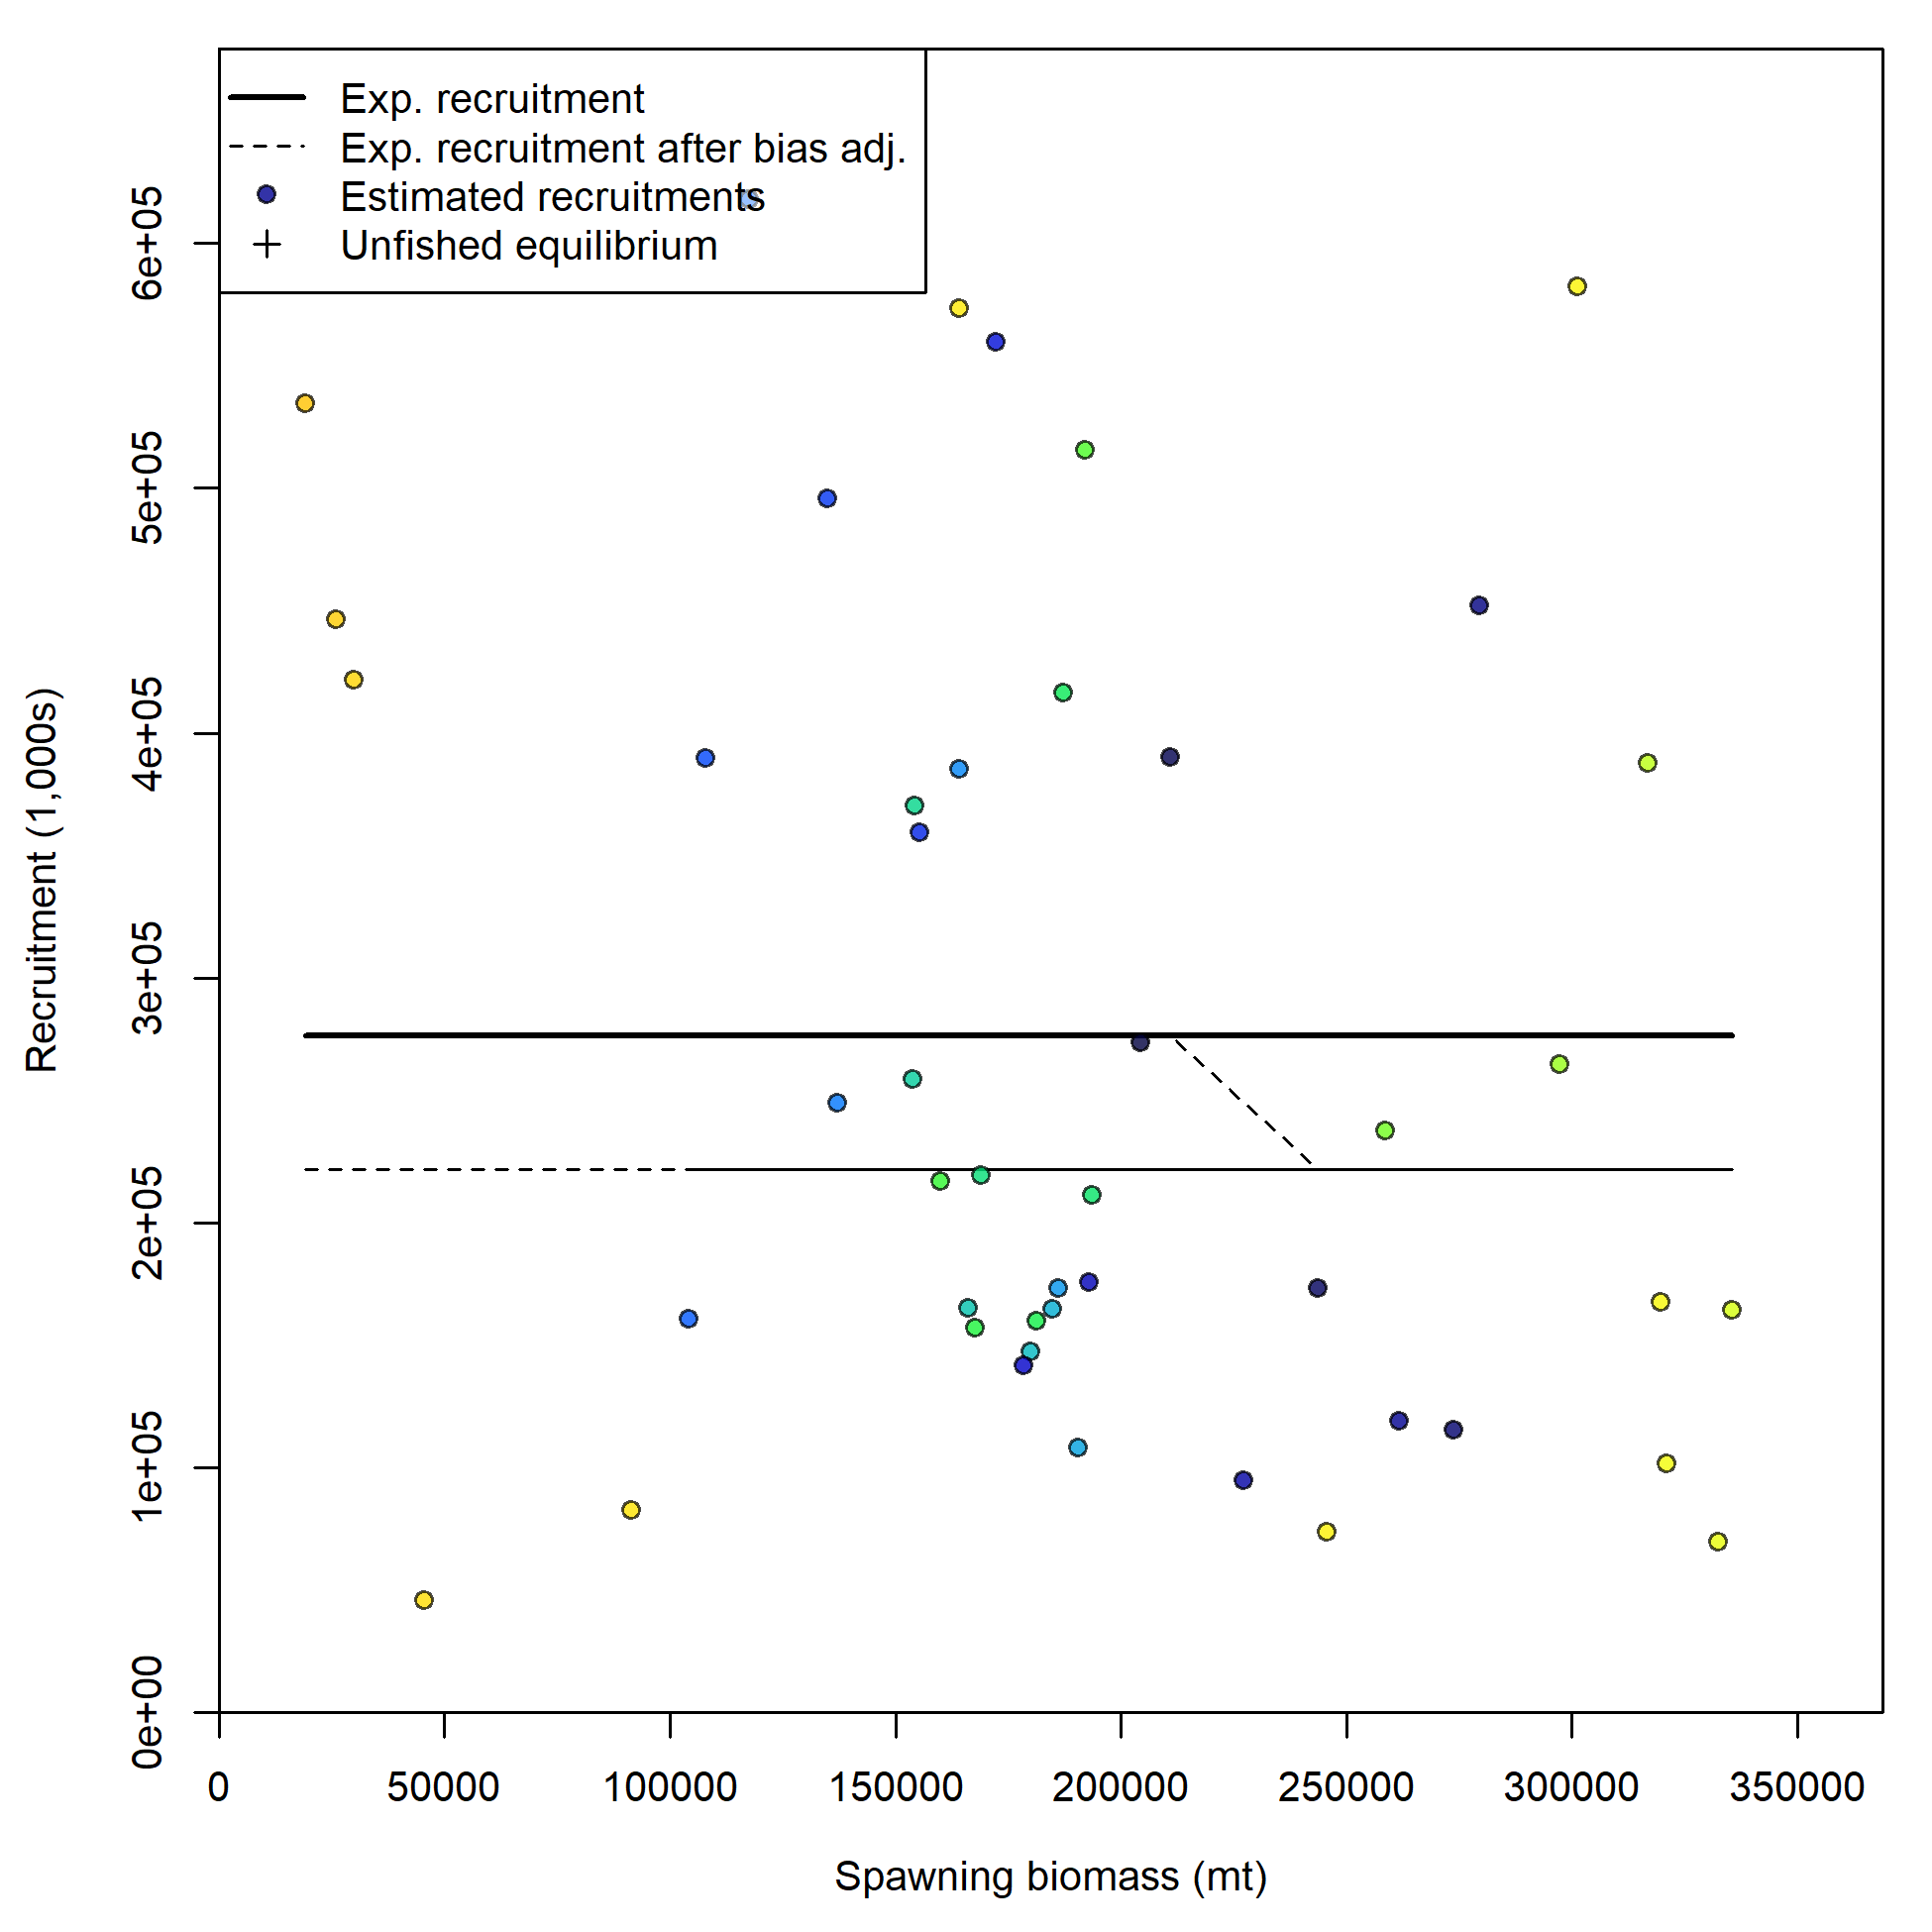 Exp. recruitment
Exp. recruitment after bias adj.
Estimated recruitments
Unfished equilibrium
Recruitment (1,000s)
6e+05
5e+05
4e+05
3e+05
2e+05
1e+05
0e+00
0 50000 100000 150000 200000 250000 300000 350000
Spawning biomass (mt)